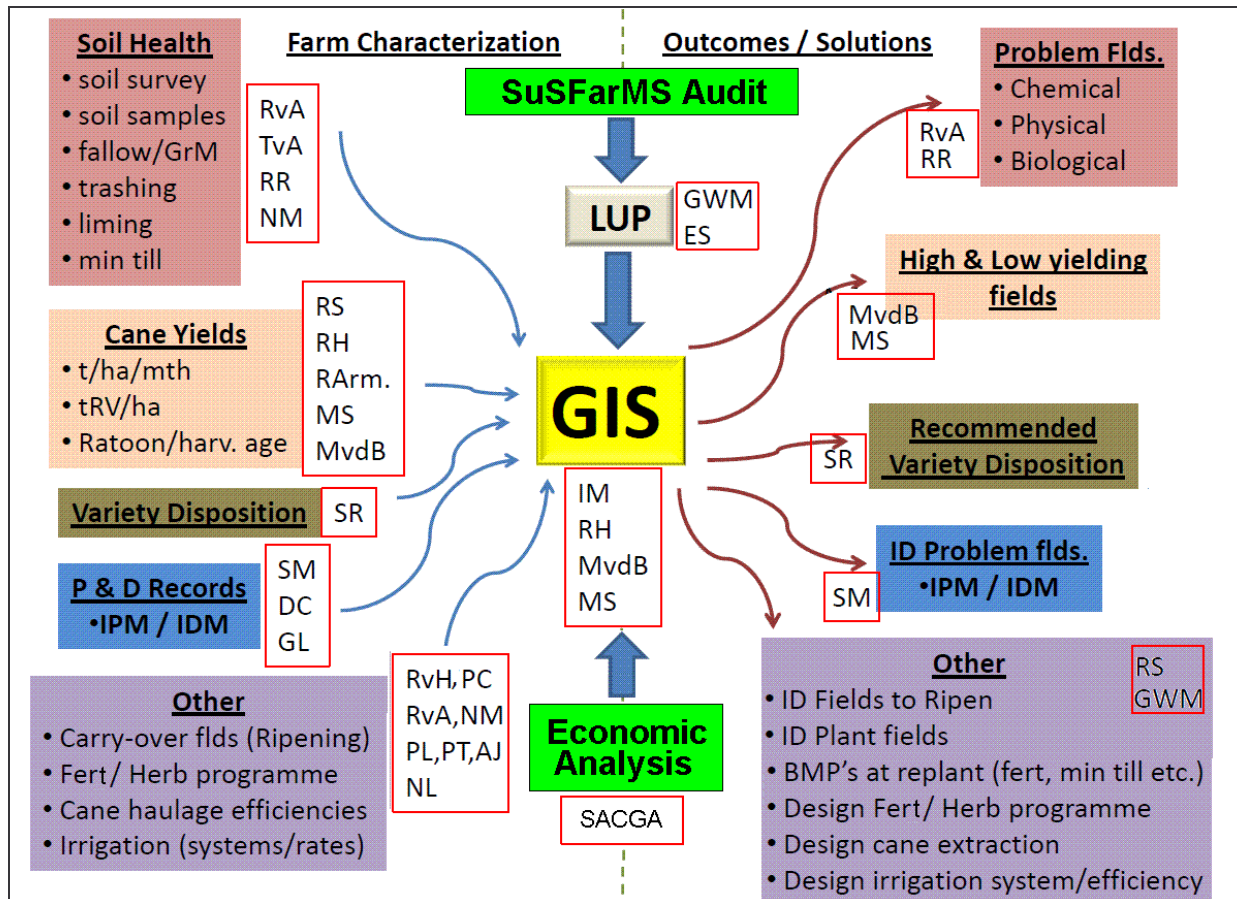 Farm Characterization
Outcomes / Solutions
Soil Health
• soil survey
• soil samples
• fallow/GrM
• trashing
• liming
• min till
RvA
TvA
RR
NM
Cane Yields
• t/ha/mth
• tRV/ha
• Ratoon/harv. age
RS
RH
RArm.
MS
MvdB
Variety Disposition
SR
P & D Records
•IPM / IDM
SM
DC
GL
Other
• Carry-over flds (Ripening)
• Fert/ Herb programme
• Cane haulage efficiencies
• Irrigation (systems/rates)
RvH, PC
RvA,NM
PL,PT,AJ
NL
SuSFarMS Audit
LUP
GWM
ES
GIS
IM
RH
MvdB
MS
Economic
Analysis
SACGA
Problem Flds.
• Chemical
• Physical
• Biological
RvA
RR
High & Low yielding
fields
MvdB
MS
Recommended
Variety Disposition
SR
ID Problem flds.
•IPM / IDM
SM
Other
RS
GWM
• ID Fields to Ripen
• ID Plant fields
• BMP's at replant (fert, min till etc.)
• Design Fert/ Herb programme
• Design cane extraction
• Design irrigation system/efficiency